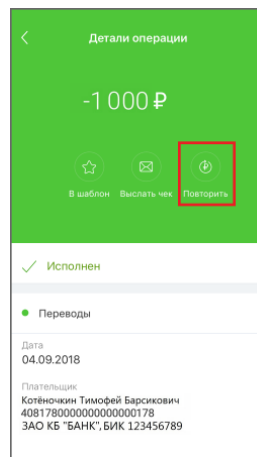 Детали операции
-1 000 ₽
В шаблон Выслать чек Повторить
Исполнен
Переводы
Дата
04.09.2018
Плательщик
Котёночкин Тимофей Барсикович
4081780000000000000178
ЗАО КБ "БАНК", БИК 123456789